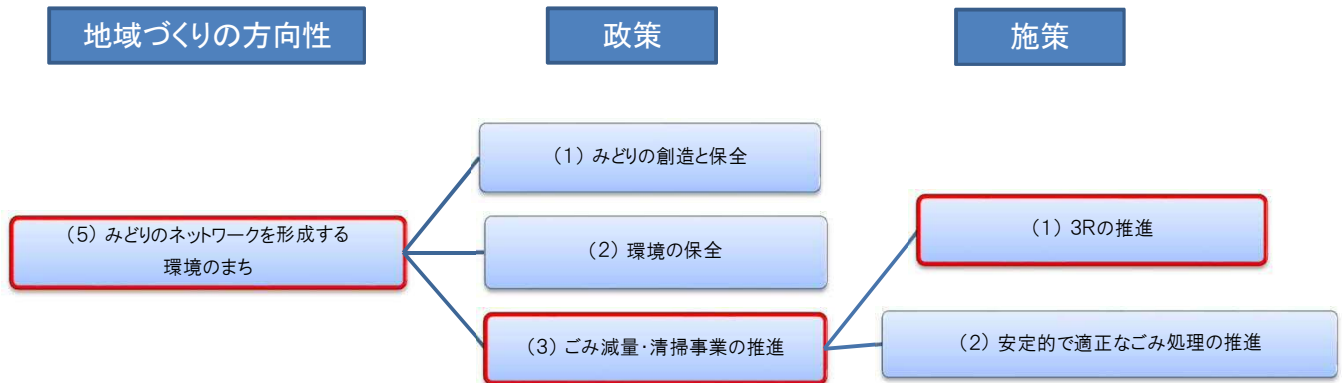 地域づくりの方向性
政策
施策
(5) みどりのネットワークを形成する
環境のまち
(1) みどりの創造と保全
(2) 環境の保全
(3) ごみ減量・清掃事業の推進
(1) 3Rの推進
(2) 安定的で適正なごみ処理の推進